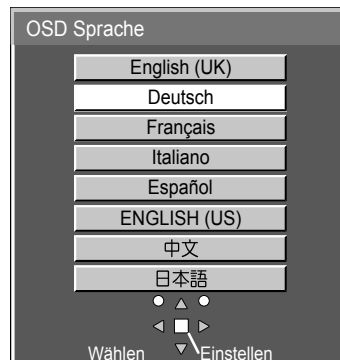 OSD Sprache
English (UK)
Deutsch
Français
Italiano
Español
ENGLISH (US)
中文
日本語
Wählen Einstellen